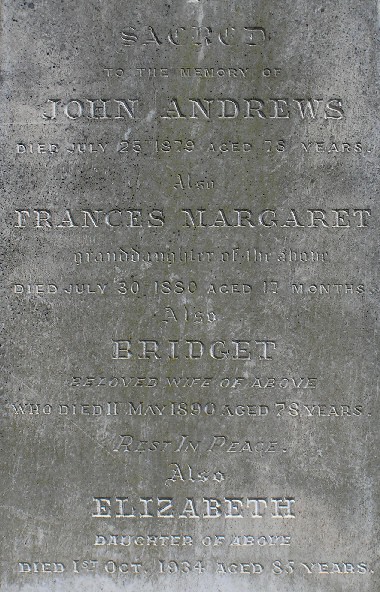 SACRED
TO THE MEMORY OF
JOHN ANDREWS
DIED JULY 25TH 1879 AGED 78 YEARS.
Also
FRANCES MARGARET
granddaughter of the above
DIED JULY 30, 1880 AGED 17 MONTHS.
Also
BRIDGET
BELOVED WIFE OF ABOVE
WHO DIED 11 MAY 1890 AGED 78 YEARS.
REST IN PEACE.
Also
ELIZABETH
DAUGHTER OF ABOVE
DIED 1ST OCT. 1934 AGED 85 YEARS.